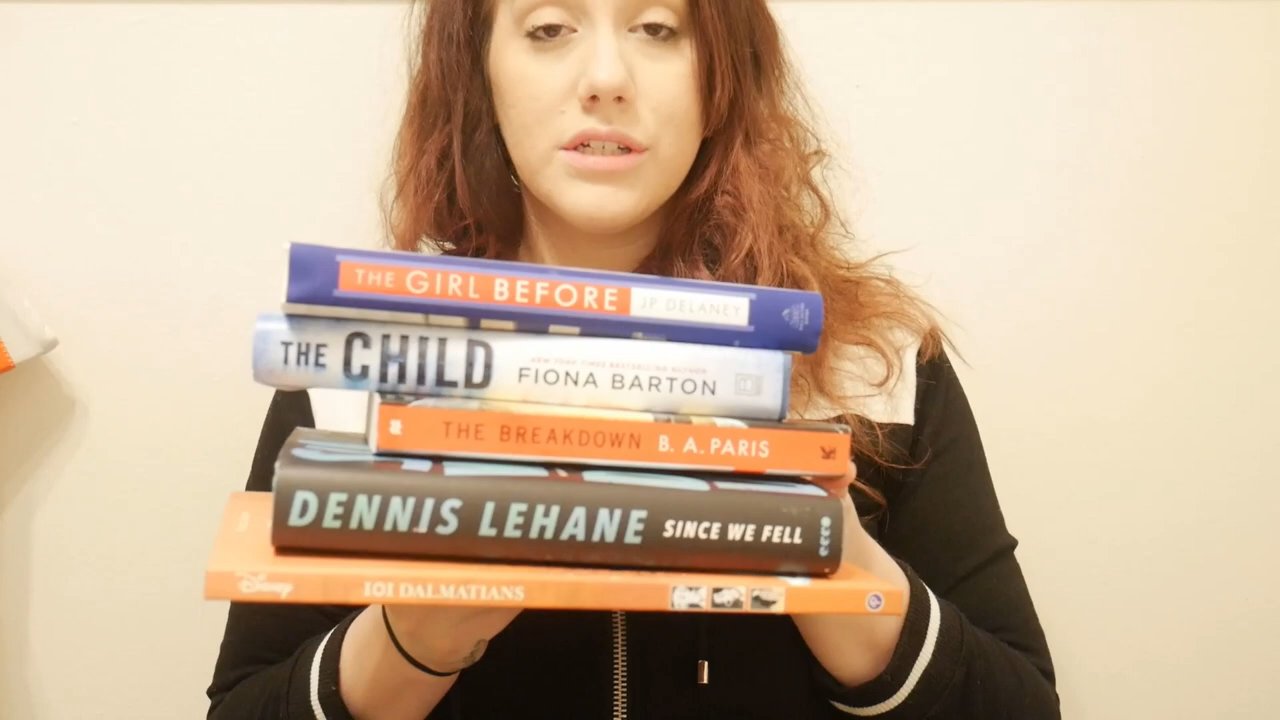 THE GIRL BEFORE JP DELANEY
NEW YORK TIMES BESTSELLING AUTHOR
THE CHILD FIONA BARTON
THE BREAKDOWN B. A. PARIS
DENNIS LEHANE SINCE WE FELL
Disney 101 DALMATIANS